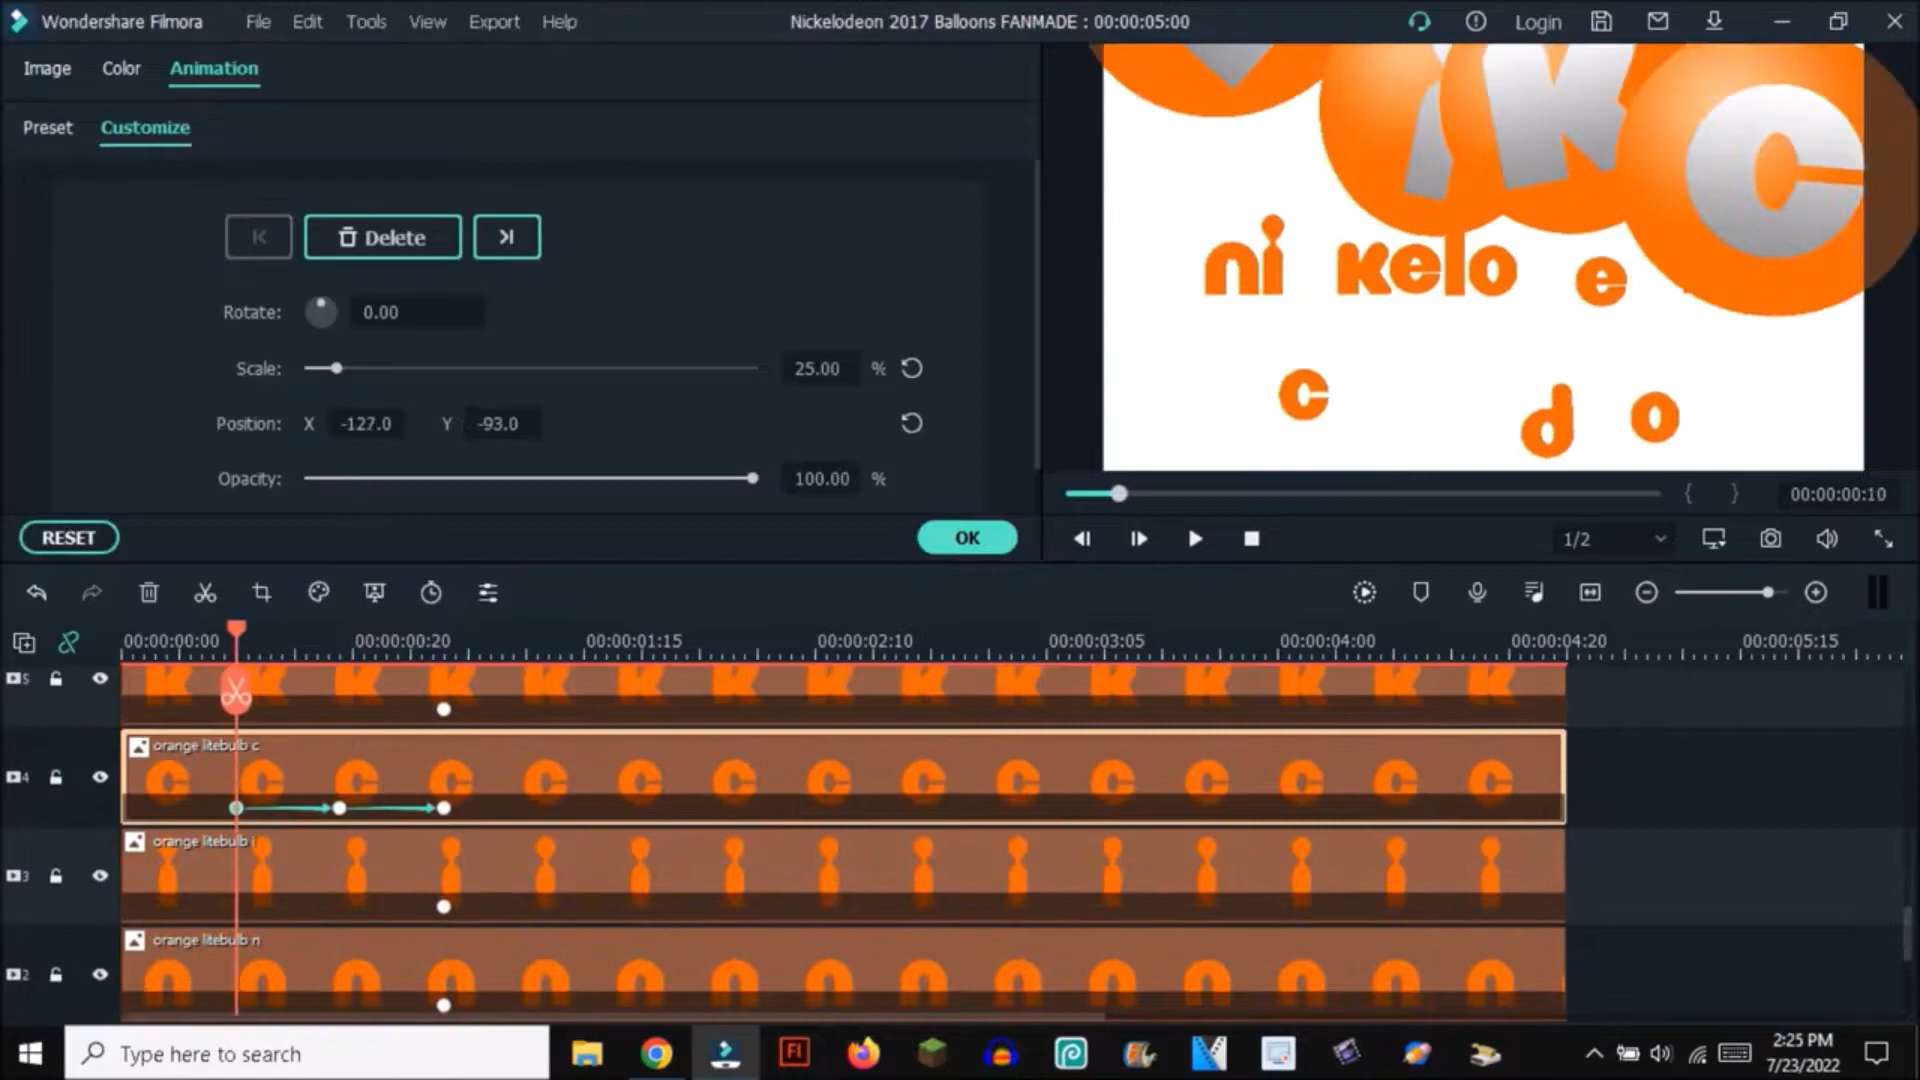 Wondershare Filmora File Edit Tools View Export Help Nickelodeon 2017 Balloons FANMADE : 00:00:05:00 Login
Image Color Animation
Preset Customize
Delete
Rotate: 0.00
Scale: 25.00 %
Position: X -127.0 Y -93.0
Opacity: 100.00 %
RESET OK
i K C
ni kelo e
c d o
00:00:00:10
1/2
00:00:00:00 00:00:00:20 00:00:01:15 00:00:02:10 00:00:03:05 00:00:04:00 00:00:04:20 00:00:05:15
5
K K K K K K K K K K K K K K K
orange litebulb c
4
c c c c c c c c c c c c c c c
orange litebulb i
3
i i i i i i i i i i i i i i i
orange litebulb n
2
n n n n n n n n n n n n n n n
Type here to search
Fl
2:25 PM
7/23/2022